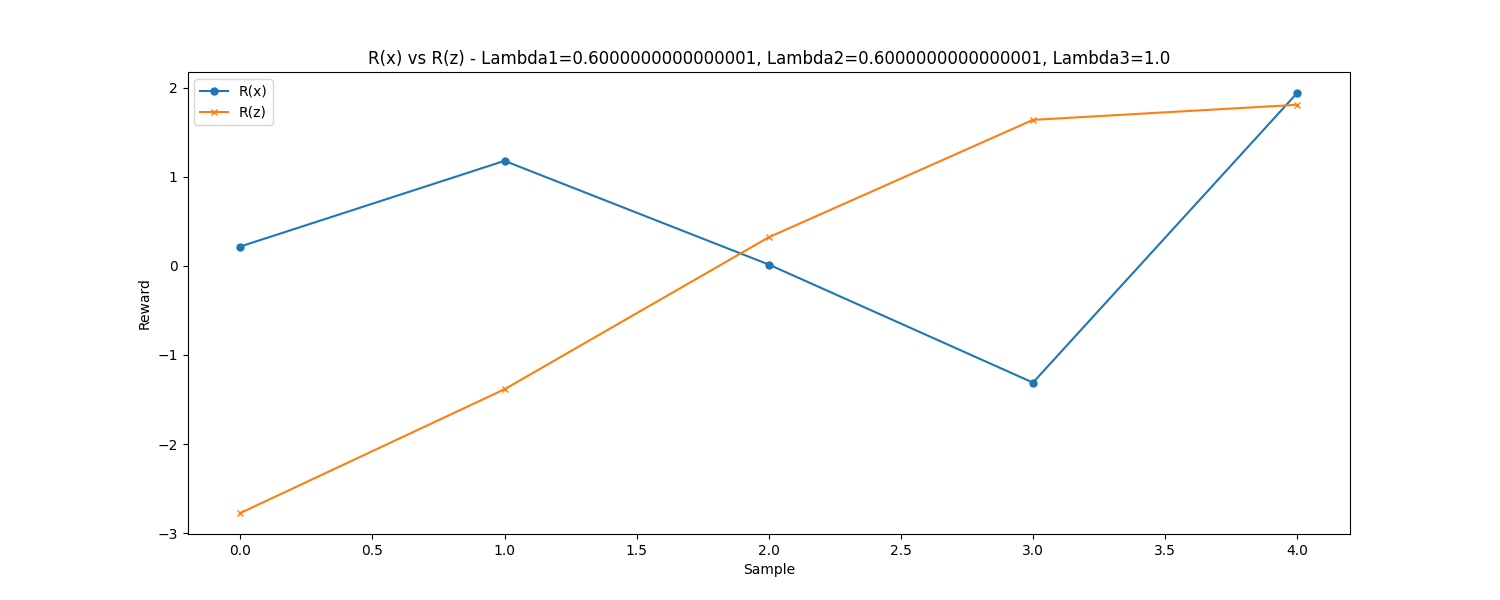 R(x) vs R(z) - Lambda1=0.6000000000000001, Lambda2=0.6000000000000001, Lambda3=1.0
R(x)
R(z)
Reward
2
1
0
−1
−2
−3
0.0 0.5 1.0 1.5 2.0 2.5 3.0 3.5 4.0
Sample